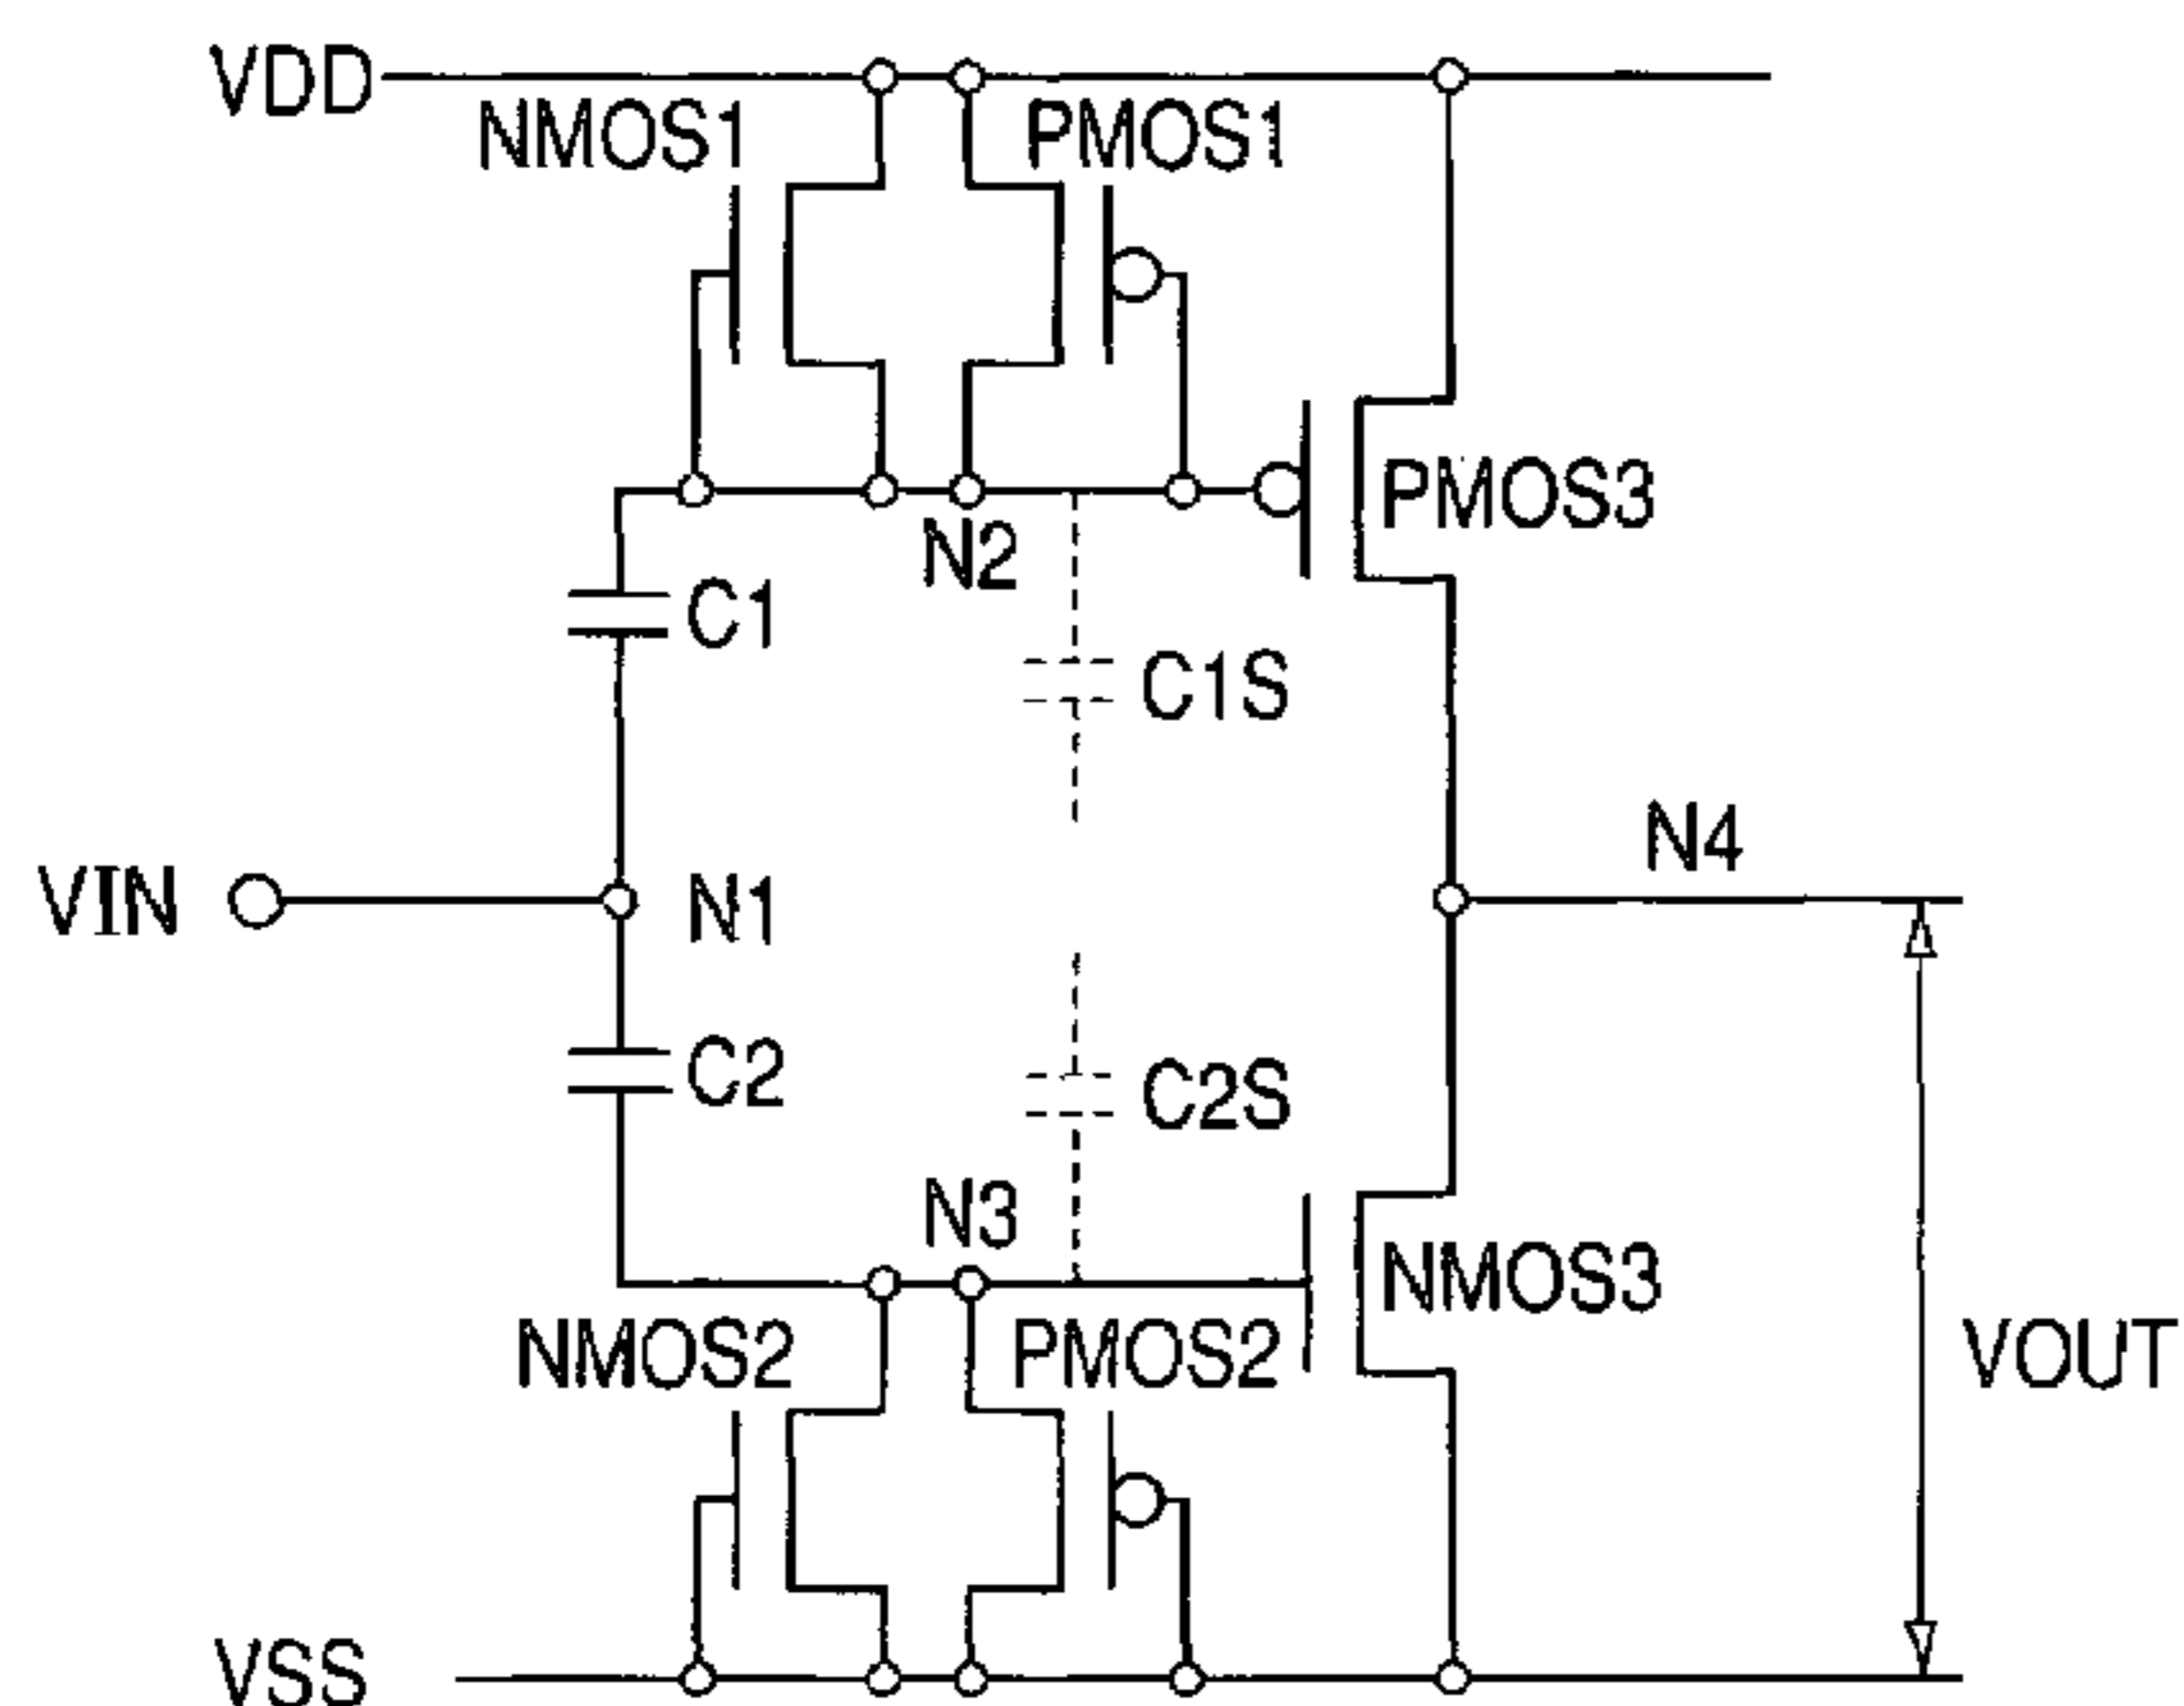 VDD
NMOS1
PMOS1
PMOS3
N2
C1
C1S
N4
VIN
N1
C2
C2S
N3
NMOS3
NMOS2
PMOS2
VOUT
VSS